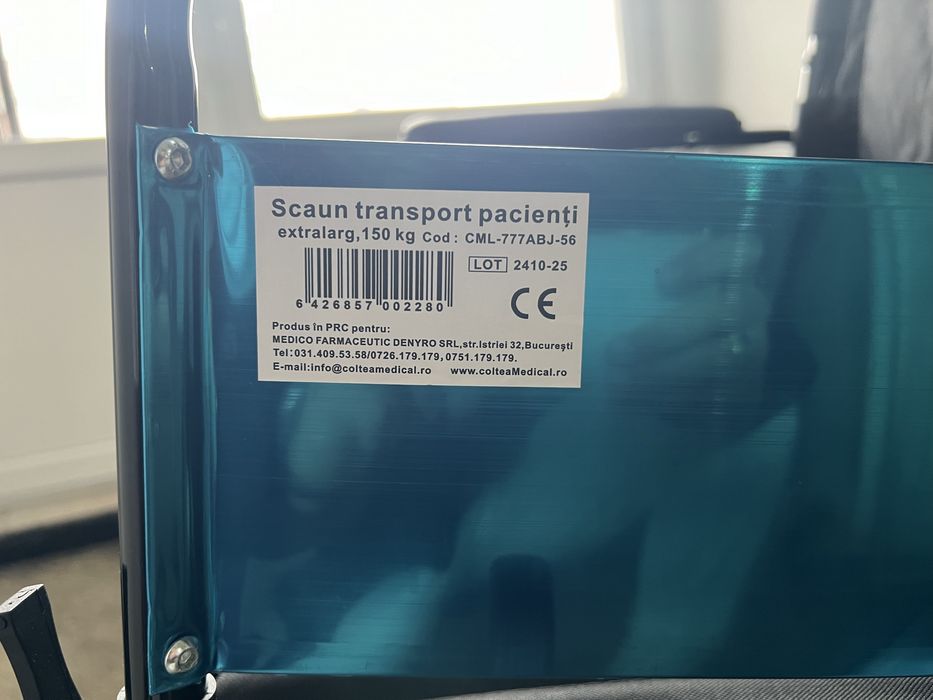 Scaun transport pacienți
extralarg,150 kg Cod : CML-777ABJ-56
LOT 2410-25
6 426857 002280
CE
Produs în PRC pentru:
MEDICO FARMACEUTIC DENYRO SRL,str.Istriei 32,București
Tel:031.409.53.58/0726.179.179,0751.179.179.
E-mail:info@colteamedical.ro www.colteaMedical.ro